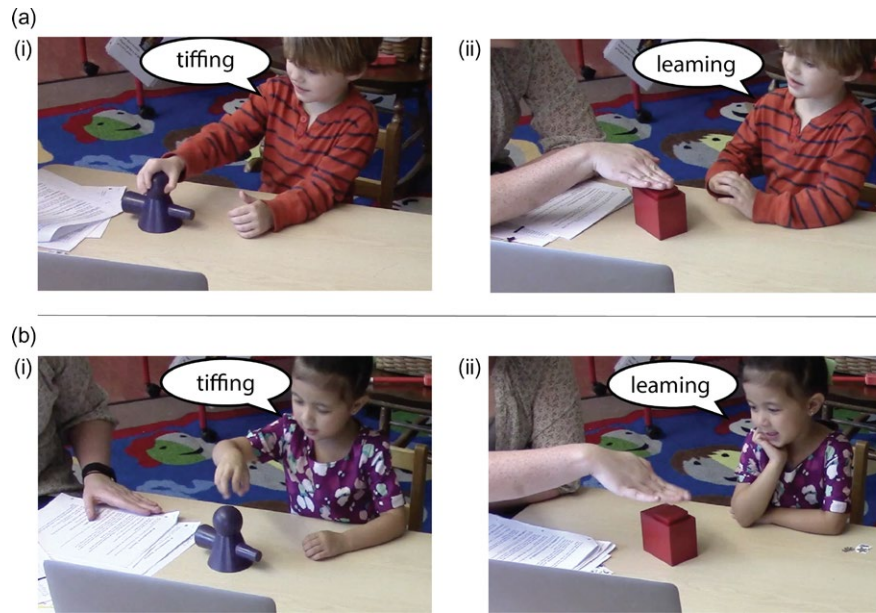 (a)
(i)
tiffing
(ii)
leaming
(b)
(i)
tiffing
(ii)
leaming